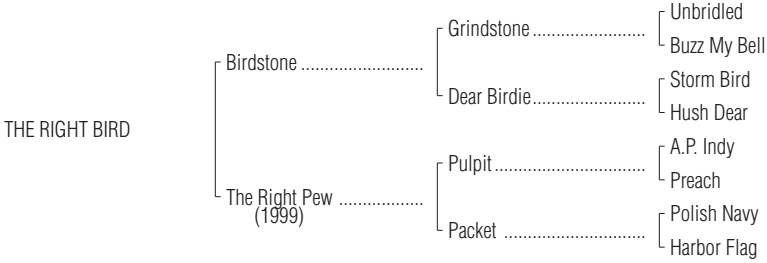 Unbridled
Grindstone ............................
Buzz My Bell
Birdstone ..............................
Storm Bird
Dear Birdie............................
Hush Dear
THE RIGHT BIRD
A.P. Indy
Pulpit.....................................
Preach
The Right Pew .....................
(1999)
Polish Navy
Packet ...................................
Harbor Flag